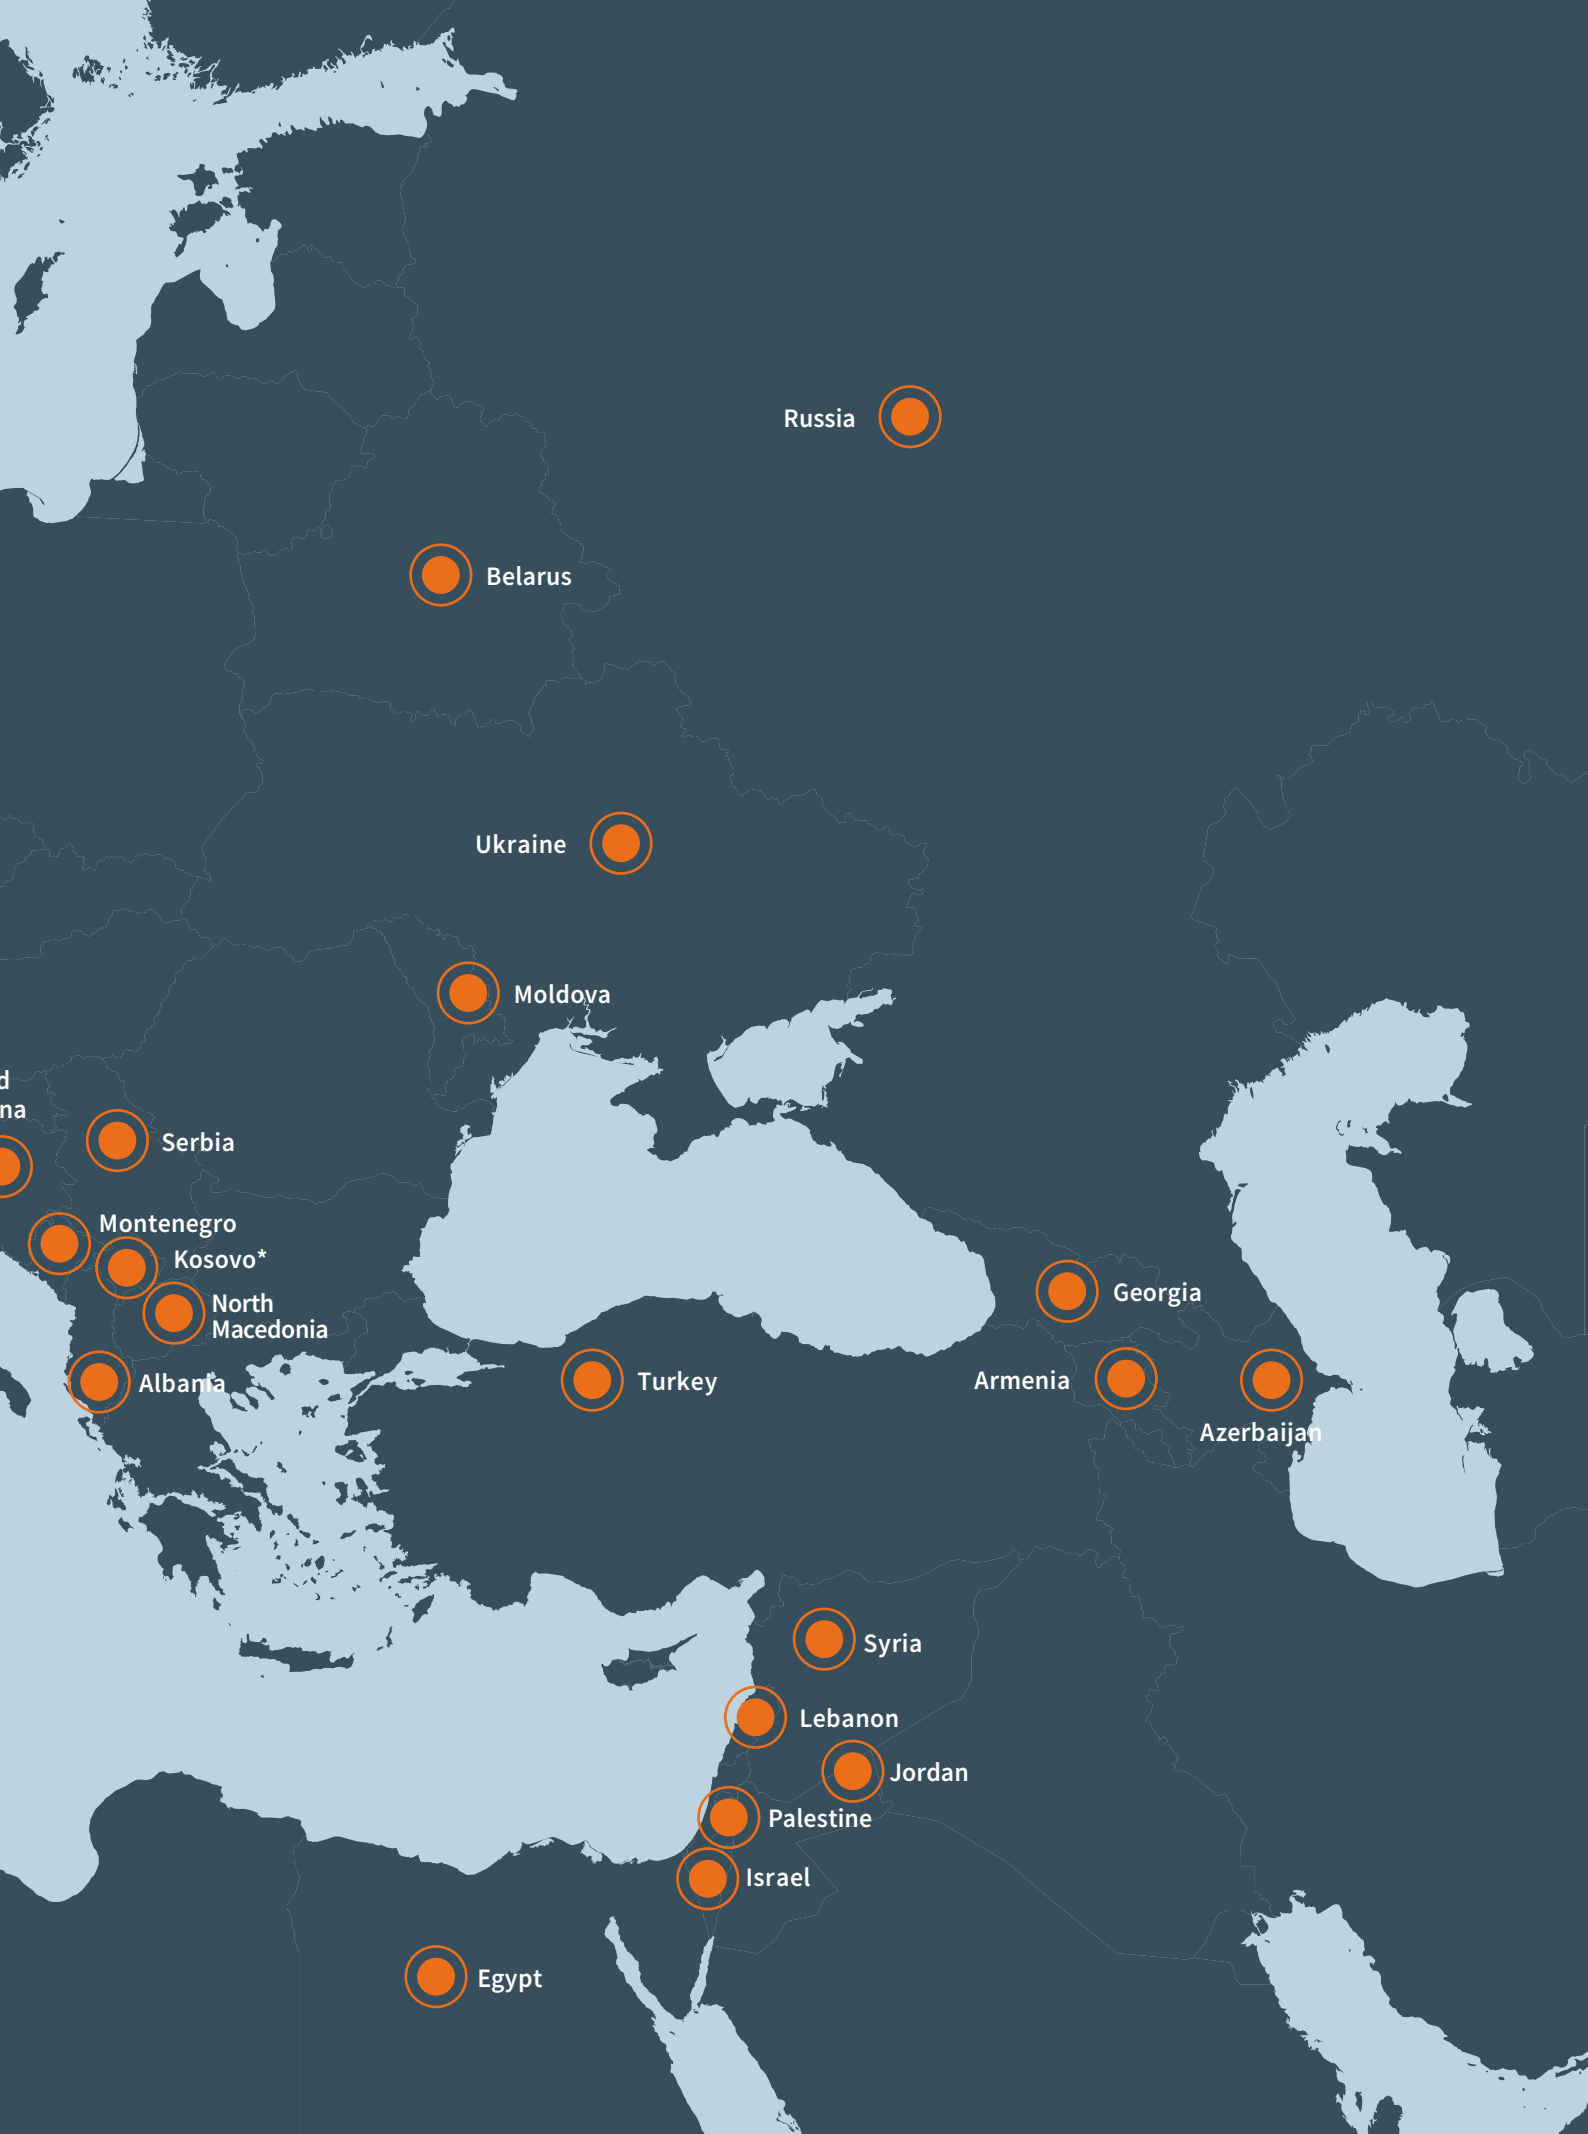 Russia
Belarus
Ukraine
Moldova
d
na
Serbia
Montenegro
Kosovo*
North
Macedonia
Georgia
Albania
Turkey
Armenia
Azerbaijan
Syria
Lebanon
Jordan
Palestine
Israel
Egypt